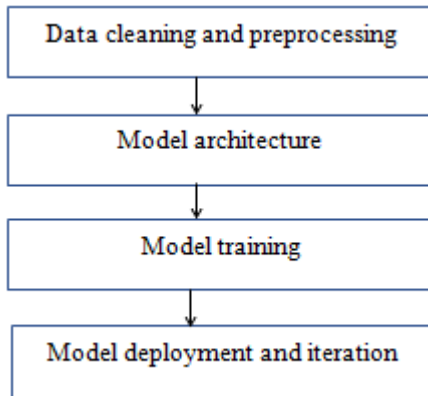 Data cleaning and preprocessing
Model architecture
Model training
Model deployment and iteration